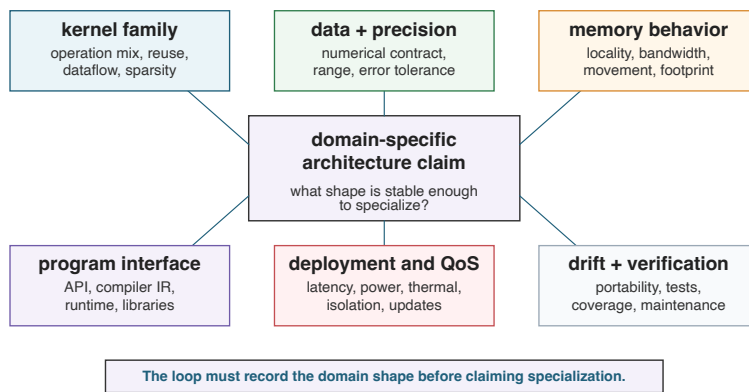 kernel family
operation mix, reuse,
dataflow, sparsity
data + precision
numerical contract,
range, error tolerance
memory behavior
locality, bandwidth,
movement, footprint
domain-specific
architecture claim
what shape is stable enough
to specialize?
program interface
API, compiler IR,
runtime, libraries
deployment and QoS
latency, power, thermal,
isolation, updates
drift + verification
portability, tests,
coverage, maintenance
The loop must record the domain shape before claiming specialization.